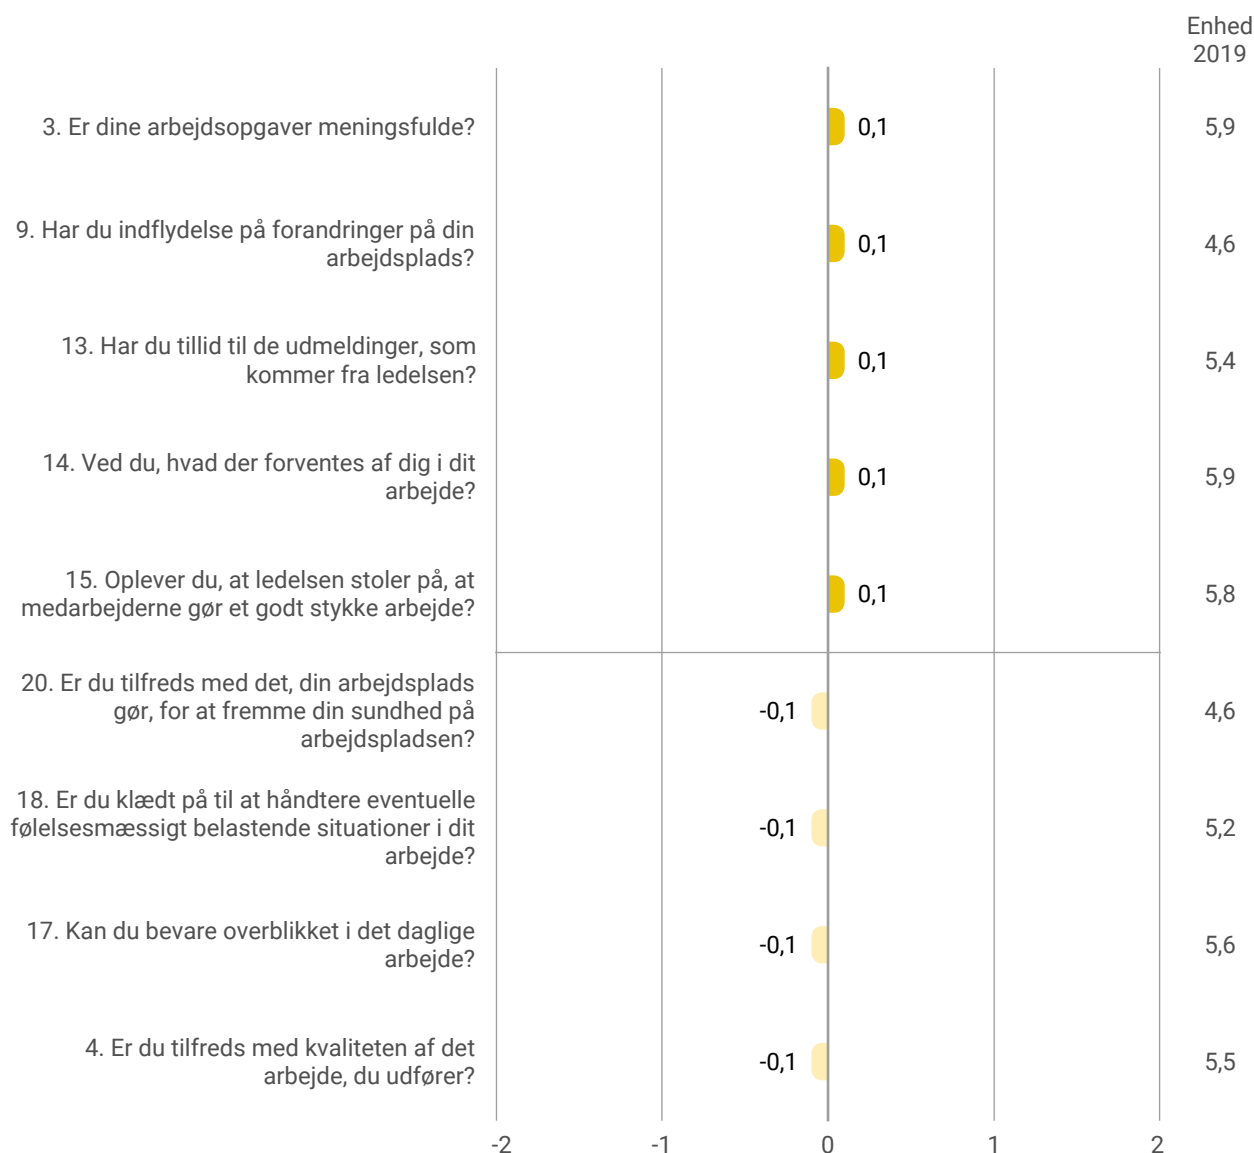 Enhed
2019
3. Er dine arbejdsopgaver meningsfulde?
0,1
5,9
9. Har du indflydelse på forandringer på din
arbejdsplads?
0,1
4,6
13. Har du tillid til de udmeldinger, som
kommer fra ledelsen?
0,1
5,4
14. Ved du, hvad der forventes af dig i dit
arbejde?
0,1
5,9
15. Oplever du, at ledelsen stoler på, at
medarbejderne gør et godt stykke arbejde?
0,1
5,8
20. Er du tilfreds med det, din arbejdsplads
gør, for at fremme din sundhed på
arbejdspladsen?
-0,1
4,6
18. Er du klædt på til at håndtere eventuelle
følelsesmæssigt belastende situationer i dit
arbejde?
-0,1
5,2
17. Kan du bevare overblikket i det daglige
arbejde?
-0,1
5,6
4. Er du tilfreds med kvaliteten af det
arbejde, du udfører?
-0,1
5,5
-2 -1 0 1 2